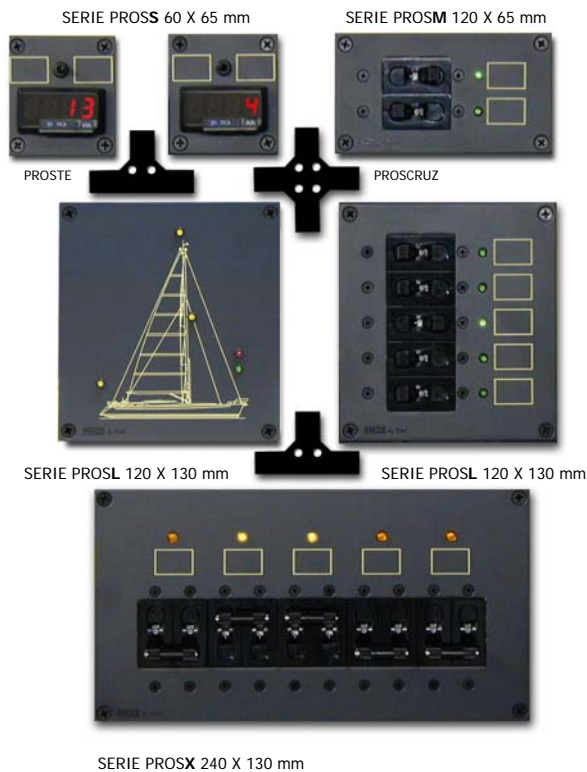 SERIE PROSS 60 X 65 mm
SERIE PROSM 120 X 65 mm
13
4
PROSTE
PROSCRUZ
SERIE PROSL 120 X 130 mm
SERIE PROSL 120 X 130 mm
SERIE PROSX 240 X 130 mm